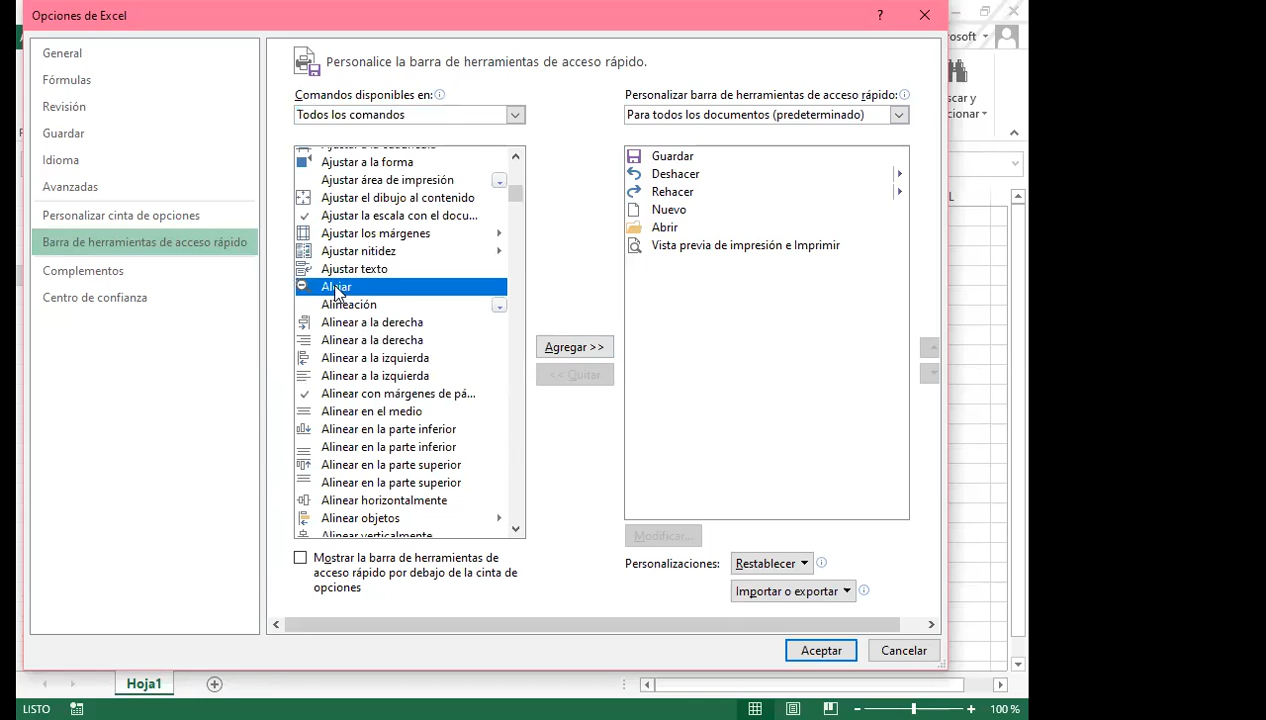 Opciones de Excel
?
General
Fórmulas
Revisión
Guardar
Idioma
Avanzadas
Personalizar cinta de opciones
Barra de herramientas de acceso rápido
Complementos
Centro de confianza
Personalice la barra de herramientas de acceso rápido.
Comandos disponibles en:
Todos los comandos
Ajustar a la forma
Ajustar área de impresión
Ajustar el dibujo al contenido
Ajustar la escala con el docu...
Ajustar los márgenes
Ajustar nitidez
Ajustar texto
Alejar
Alineación
Alinear a la derecha
Alinear a la derecha
Alinear a la izquierda
Alinear a la izquierda
Alinear con márgenes de pá...
Alinear en el medio
Alinear en la parte inferior
Alinear en la parte inferior
Alinear en la parte superior
Alinear en la parte superior
Alinear horizontalmente
Alinear objetos
Alinear verticalmente
Mostrar la barra de herramientas de
acceso rápido por debajo de la cinta de
opciones
Agregar >>
<< Quitar
Personalizar barra de herramientas de acceso rápido:
Para todos los documentos (predeterminado)
Guardar
Deshacer
Rehacer
Nuevo
Abrir
Vista previa de impresión e Imprimir
Modificar...
Personalizaciones:
Restablecer
Importar o exportar
Aceptar
Cancelar
osoft
car y
cionar
L
Hoja1
LISTO
100 %